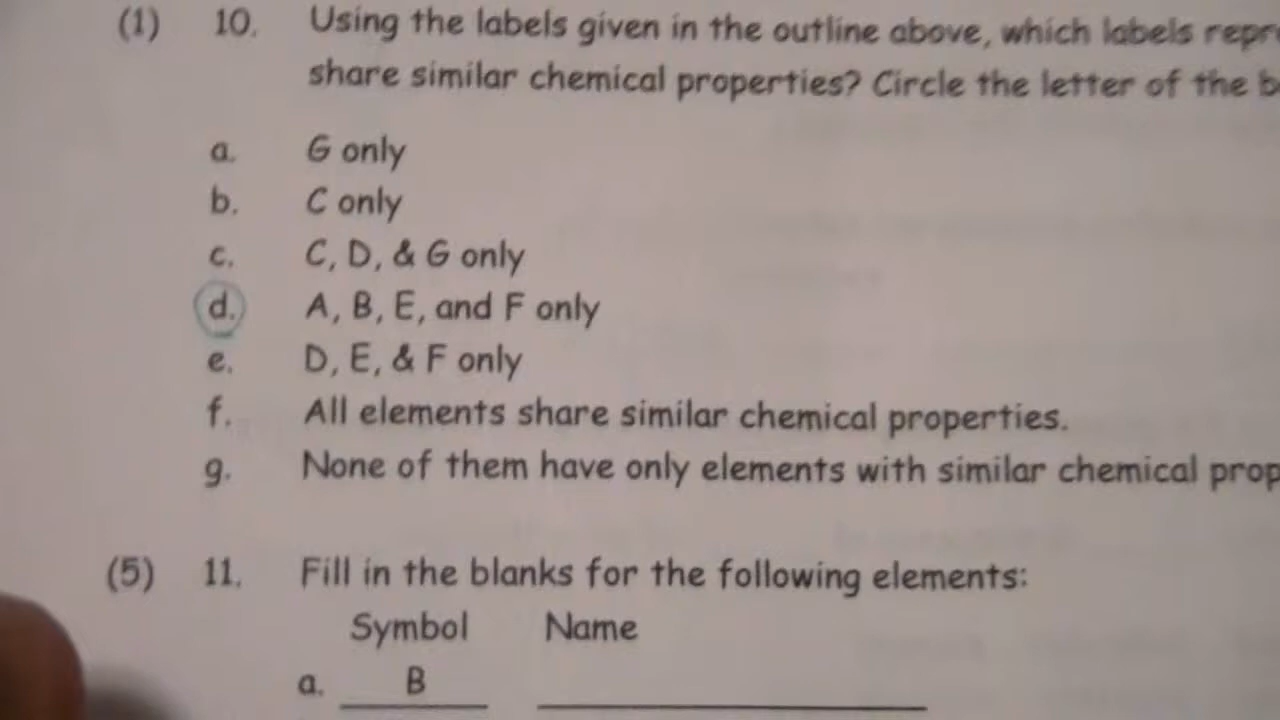 (1) 10. Using the labels given in the outline above, which labels
share similar chemical properties? Circle the letter of the
a. G only
b. C only
c. C, D, & G only
d. A, B, E, and F only
e. D, E, & F only
f. All elements share similar chemical properties.
g. None of them have only elements with similar chemical
(5) 11. Fill in the blanks for the following elements:
Symbol Name
a. B